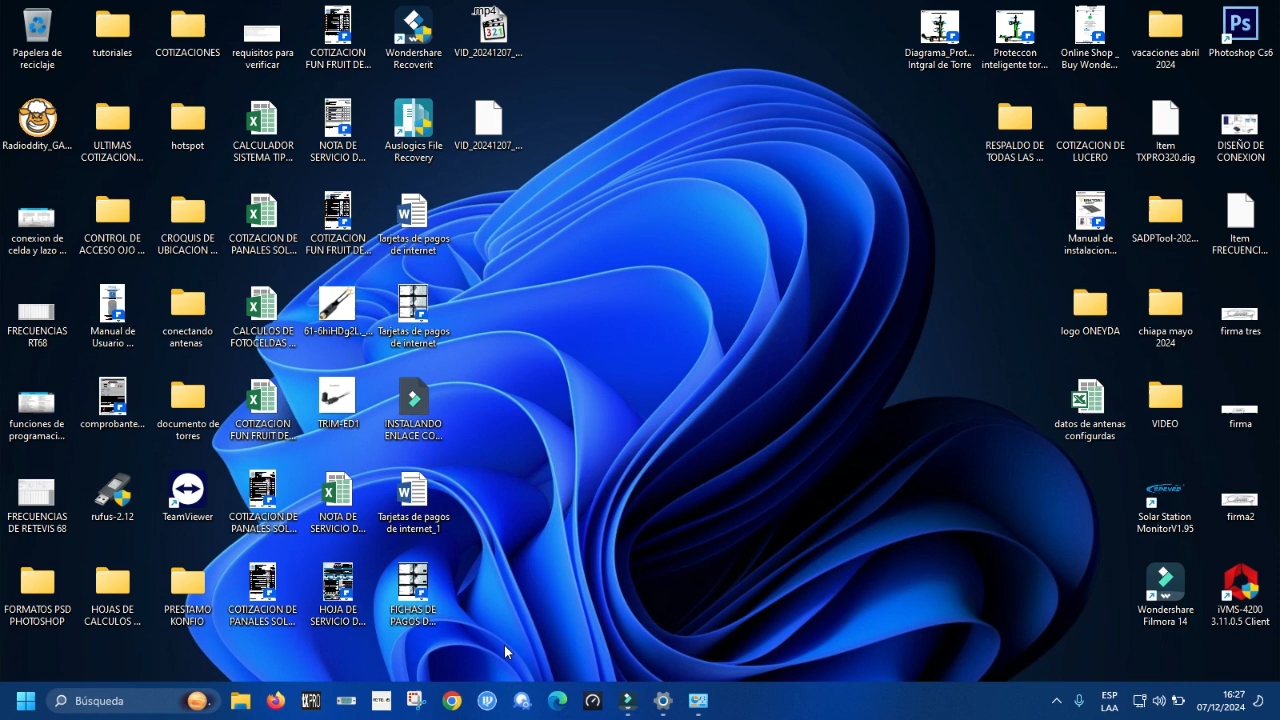 Papelera de
reciclaje
tutoriales
COTIZACIONES
requisitos para
verificar
COTIZACION
FUN FRUIT DE...
Wondershare
Recoverit
mp4
321
VID_20241207_...
Diagrama_Prot...
Intgral de Torre
Proteccon
inteligente tor...
Online Shop _
Buy Wonde...
vacaciones abril
2024
Ps
Photoshop Cs6
Radioddity_GA...
ULTIMAS
COTIZACION...
hotspot
CALCULADOR
SISTEMA TIP...
NOTA DE
SERVICIO D...
Auslogics File
Recovery
VID_20241207_...
RESPALDO DE
TODAS LAS ...
COTIZACION DE
LUCERO
Item
TXPRO320.dig
DISEÑO DE
CONEXION
conexion de
celda y lazo ...
CONTROL DE
ACCESO OJO ...
CROQUIS DE
UBICACION ...
COTIZACION DE
PANALES SOL...
COTIZACION
FUN FRUIT DE...
Tarjetas de pagos
de internet
Manual de
instalacion...
SADPTool-202...
Item
FRECUENCI...
FRECUENCIAS
RT68
Manual de
Usuario ...
conectando
antenas
CALCULOS DE
FOTOCELDAS ...
61-6hiHDg2L._...
Tarjetas de pagos
de internet
logo ONEYDA
chiapa mayo
2024
firma tres
funciones de
programaci...
comprobante...
documento de
torres
COTIZACION
FUN FRUIT DE...
TRIM-ED1
INSTALANDO
ENLACE CO...
datos de antenas
configurdas
VIDEO
firma
FRECUENCIAS
DE RETEVIS 68
rufus-2.12
TeamViewer
COTIZACION DE
PANALES SOL...
NOTA DE
SERVICIO D...
Tarjetas de pagos
de internet_1
Solar Station
MonitorV1.95
firma2
FORMATOS PSD
PHOTOSHOP
HOJAS DE
CALCULOS ...
PRESTAMO
KONFIO
COTIZACION DE
PANALES SOL...
HOJA DE
SERVICIO D...
FICHAS DE
PAGOS D...
Wondershare
Filmora 14
iVMS-4200
3.11.0.5 Client
Búsqueda
ESP
LAA
16:27
07/12/2024